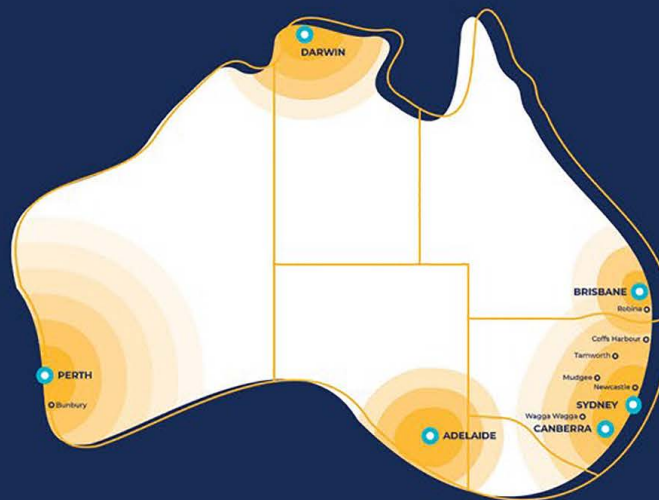 DARWIN
BRISBANE
Robina
Coffs Harbour
Tamworth
PERTH
Mudgee
Newcastle
Bunbury
SYDNEY
Wagga Wagga
CANBERRA
ADELAIDE